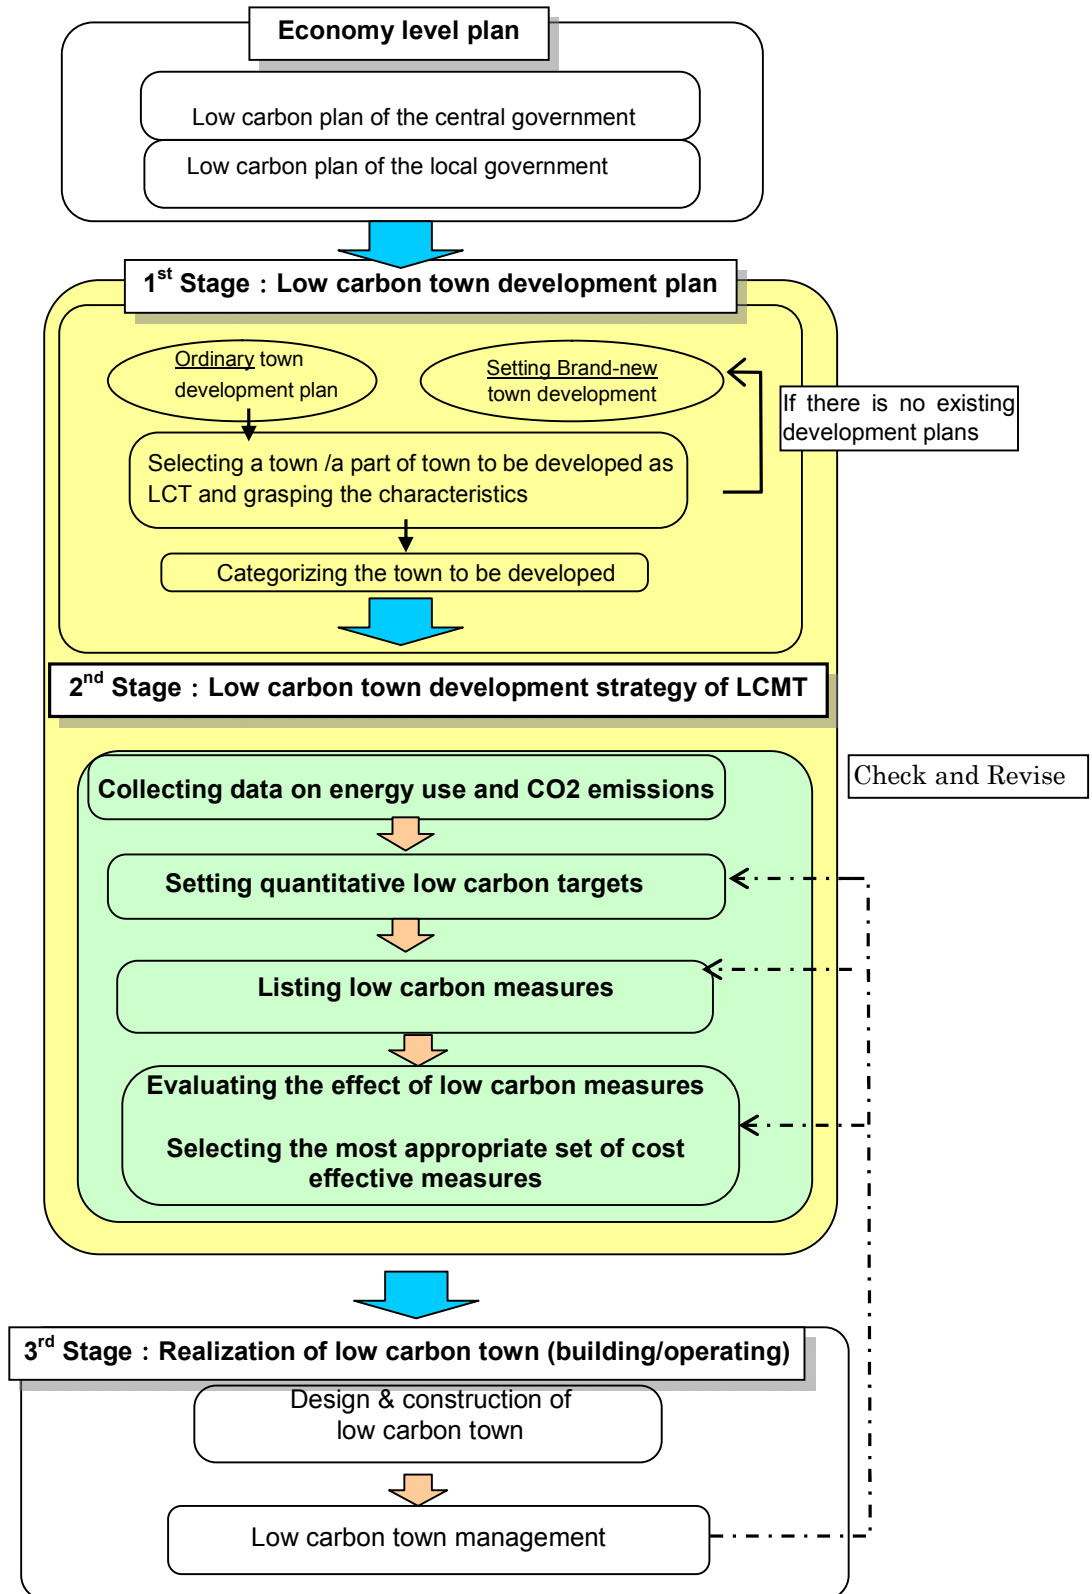 Economy level plan
Low carbon plan of the central government
Low carbon plan of the local government
1st Stage : Low carbon town development plan
Ordinary town
development plan
Setting Brand-new
town development
If there is no existing
development plans
Selecting a town /a part of town to be developed as
LCT and grasping the characteristics
Categorizing the town to be developed
2nd Stage : Low carbon town development strategy of LCMT
Check and Revise
Collecting data on energy use and CO2 emissions
Setting quantitative low carbon targets
Listing low carbon measures
Evaluating the effect of low carbon measures
Selecting the most appropriate set of cost
effective measures
3rd Stage : Realization of low carbon town (building/operating)
Design & construction of
low carbon town
Low carbon town management